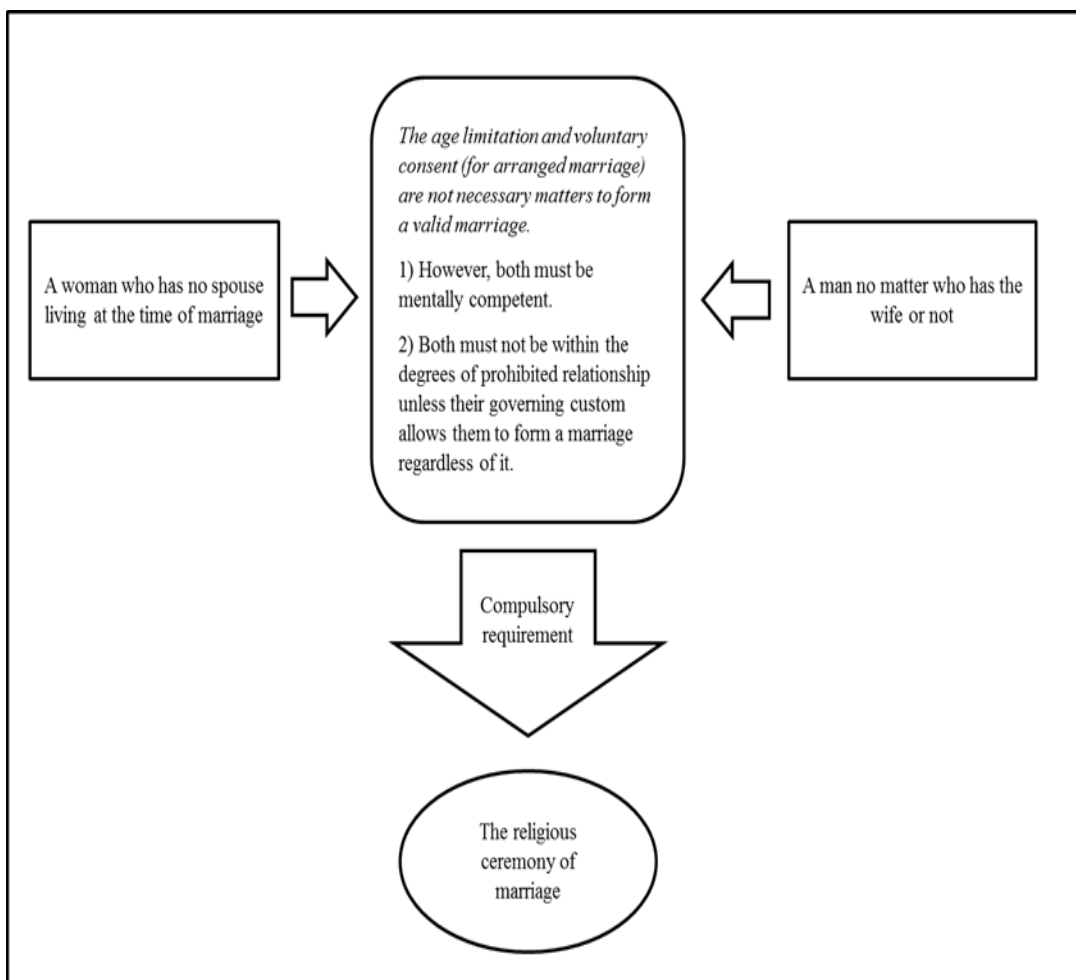 The age limitation and voluntary
consent (for arranged marriage)
are not necessary matters to form
a valid marriage.
1) However, both must be
mentally competent.
2) Both must not be within the
degrees of prohibited relationship
unless their governing custom
allows them to form a marriage
regardless of it.
A woman who has no spouse
living at the time of marriage
A man no matter who has the
wife or not
Compulsory
requirement
The religious
ceremony of
marriage